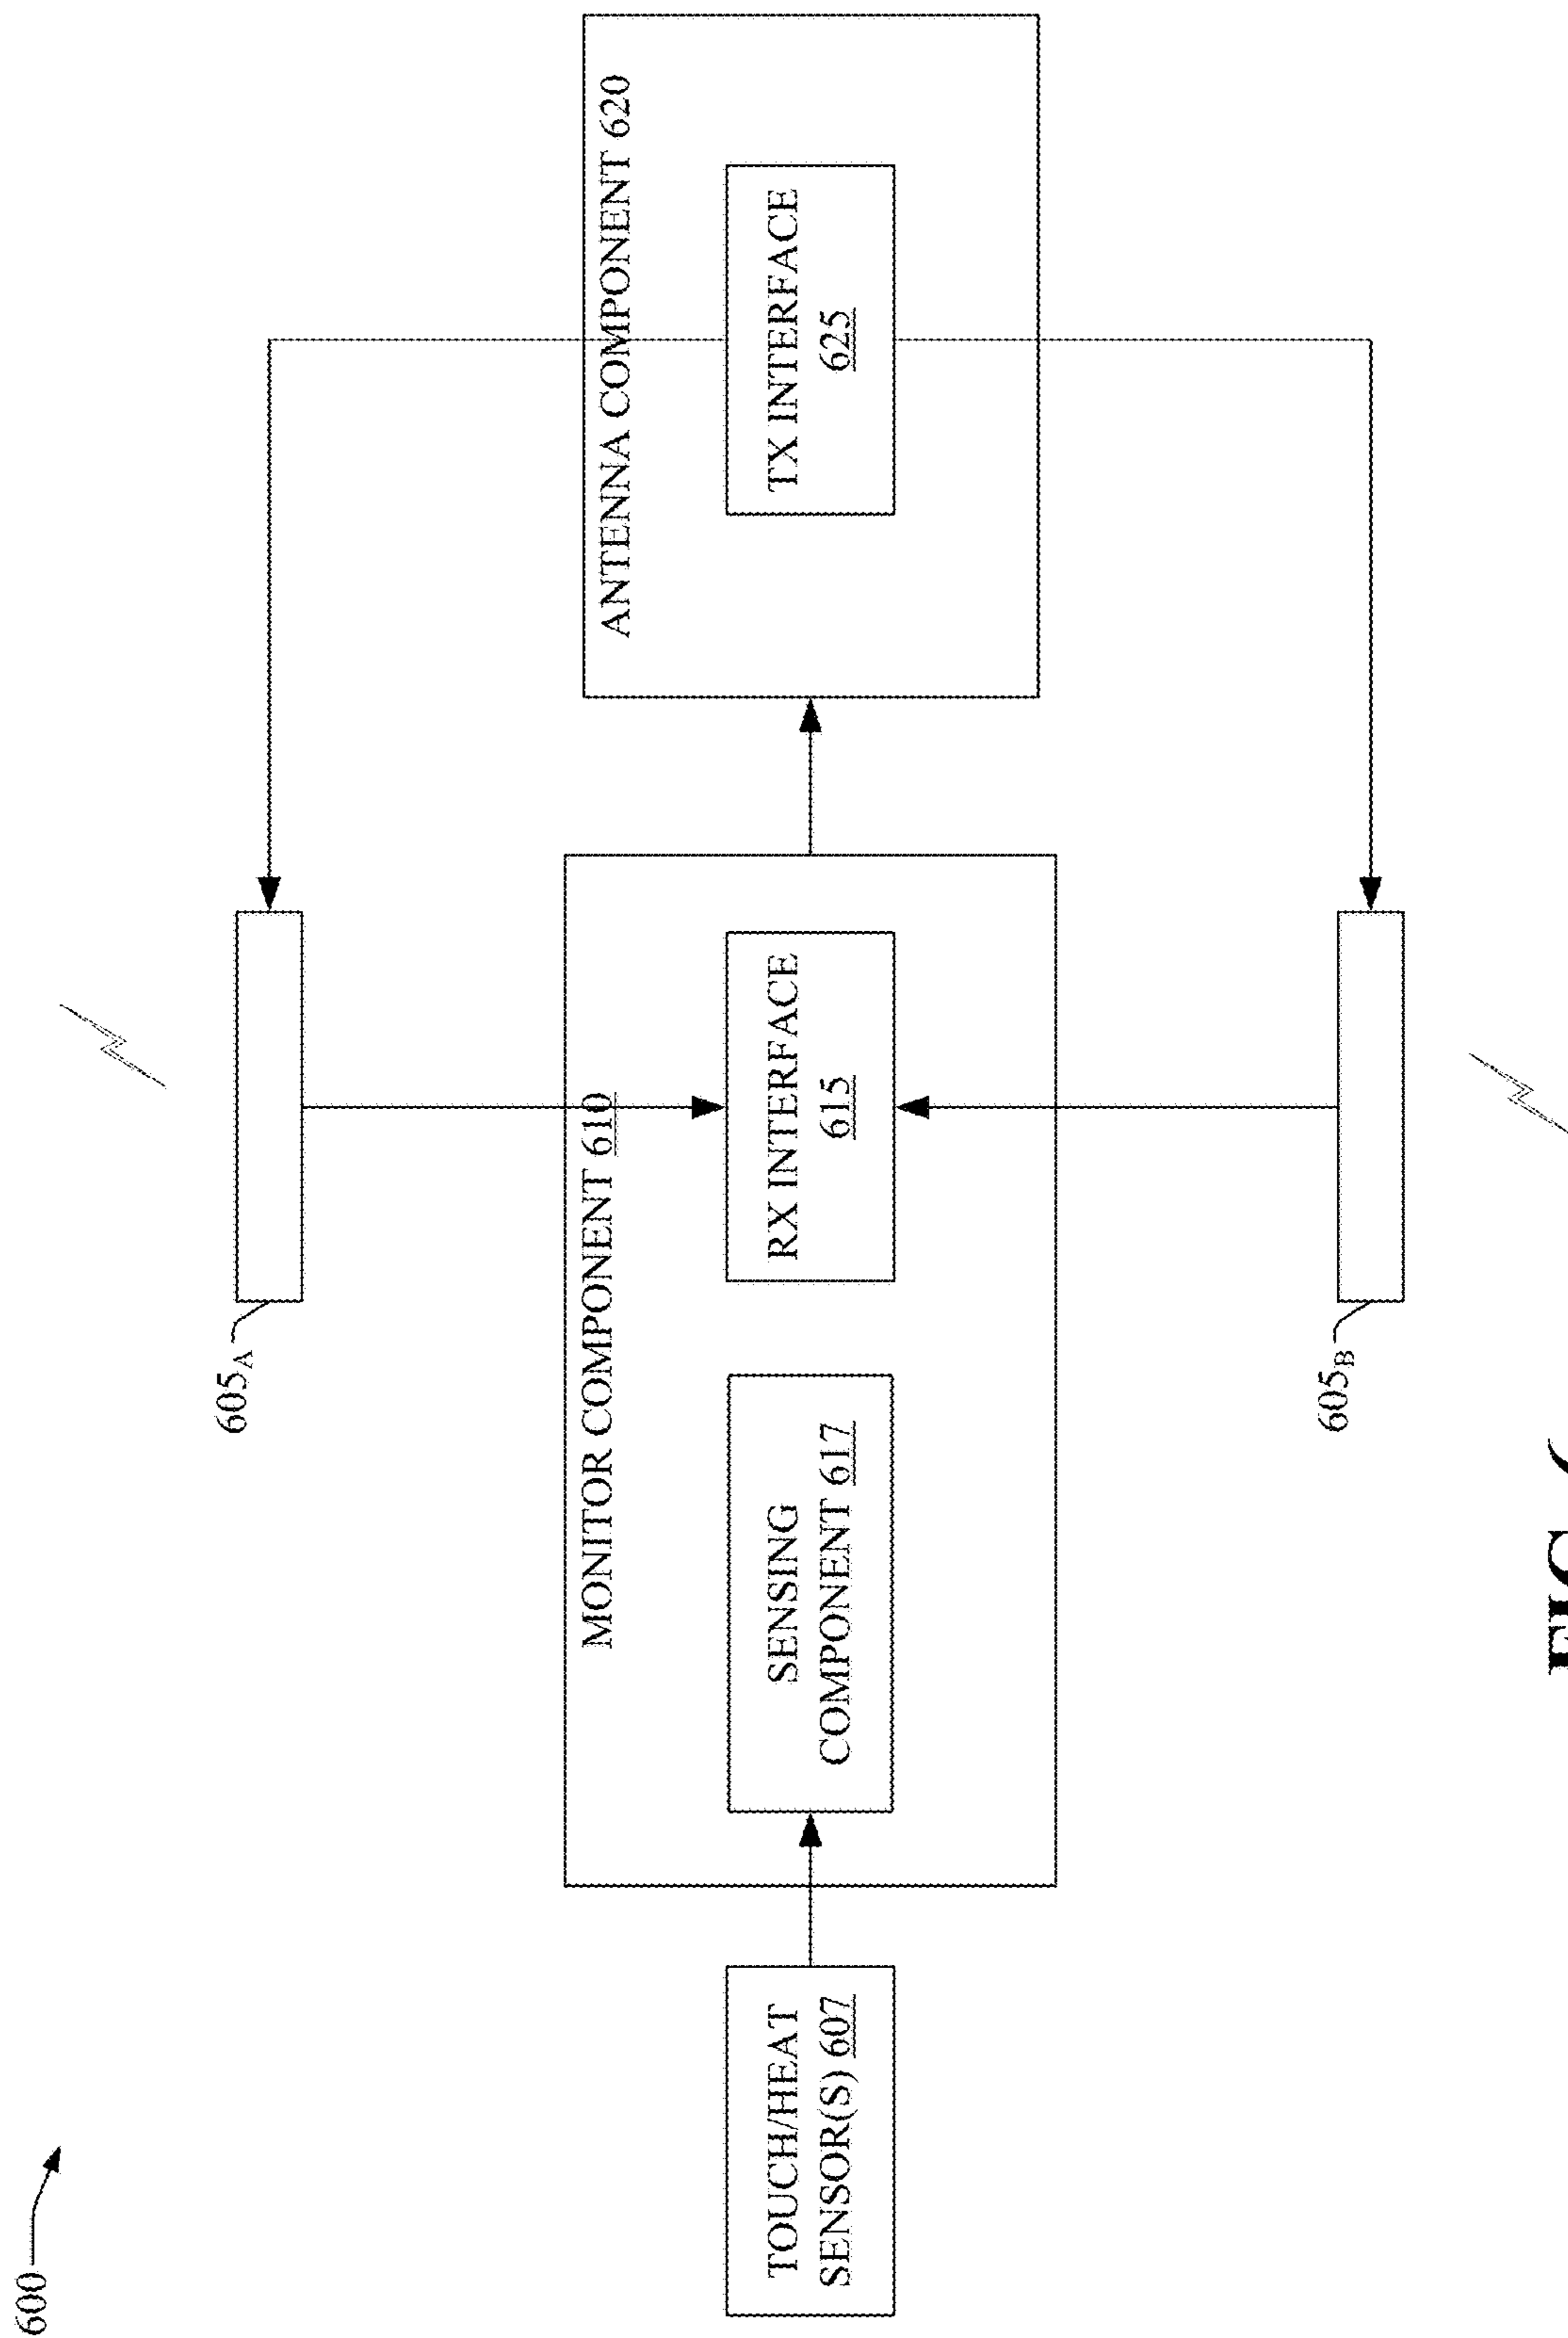 600
605A
ANTENNA COMPONENT 620
MONITOR COMPONENT 610
TOUCH/HEAT
SENSOR(S) 607
SENSING
COMPONENT 617
RX INTERFACE
615
TX INTERFACE
625
605B